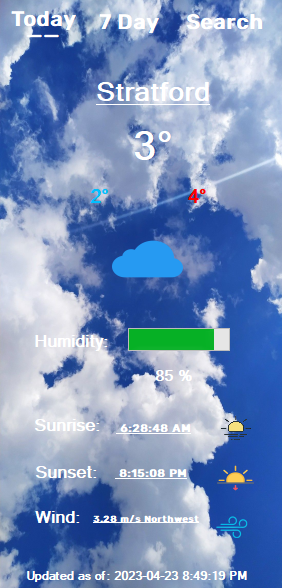 Today 7 Day Search
Stratford
3°
2° 4°
Humidity:
85 %
Sunrise: 6:28:48 AM
Sunset: 8:15:08 PM
Wind: 3.28 m/s Northwest
Updated as of: 2023-04-23 8:49:19 PM